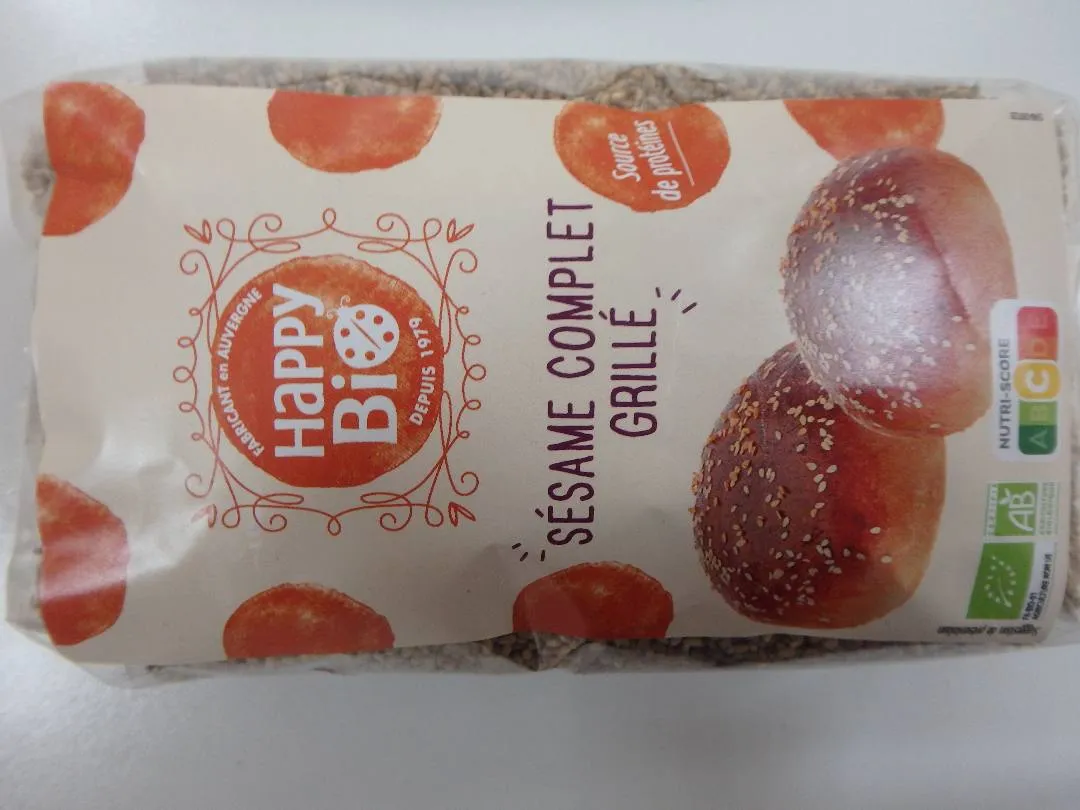 FABRICANT en AUVERGNE
HaPPy
Bio
DEPUIS 1979
Source
de protéines
SÉSAME COMPLET
GRILLÉ
NUTRI-SCORE
A B C D E
AB